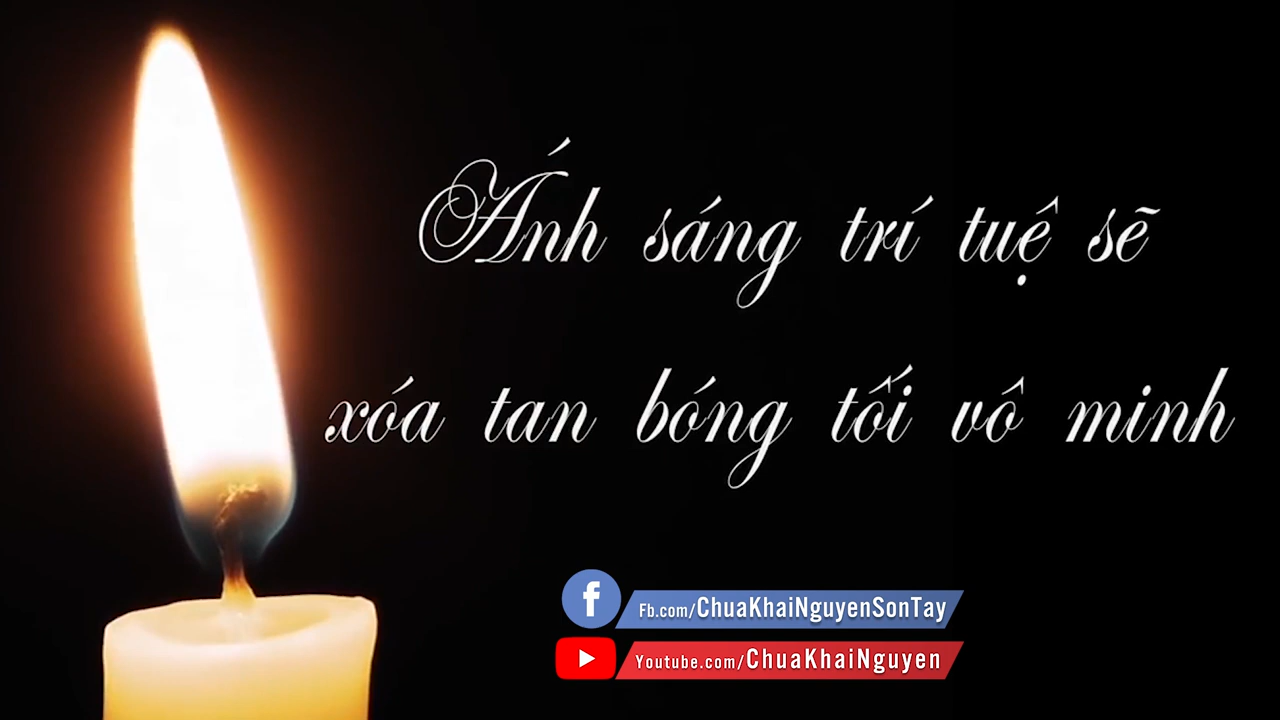 Ánh sáng trí tuệ sẽ
xóa tan bóng tối vô minh
Fb.com/ChuaKhaiNguyenSonTay
Youtube.com/ChuaKhaiNguyen